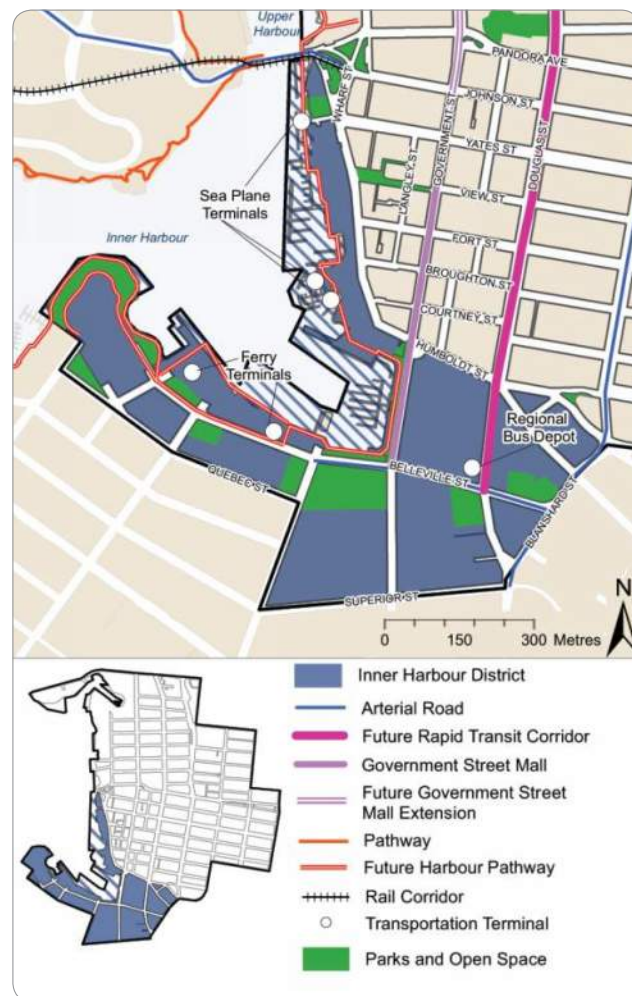 Upper
Harbour
PANDORA AVE
JOHNSON ST
WHARF ST
GOVERNMENT ST
DOUGLAS ST
YATES ST
LANGLEY ST
VIEW ST
Sea Plane
Terminals
Inner Harbour
FORT ST
BROUGHTON ST
COURTNEY ST
HUMBOLDT ST
Ferry
Terminals
Regional
Bus Depot
QUEBEC ST
BELLEVILLE ST
BLANSHARD ST
SUPERIOR ST
N
0 150 300 Metres
Inner Harbour District
Arterial Road
Future Rapid Transit Corridor
Government Street Mall
Future Government Street
Mall Extension
Pathway
Future Harbour Pathway
Rail Corridor
Transportation Terminal
Parks and Open Space